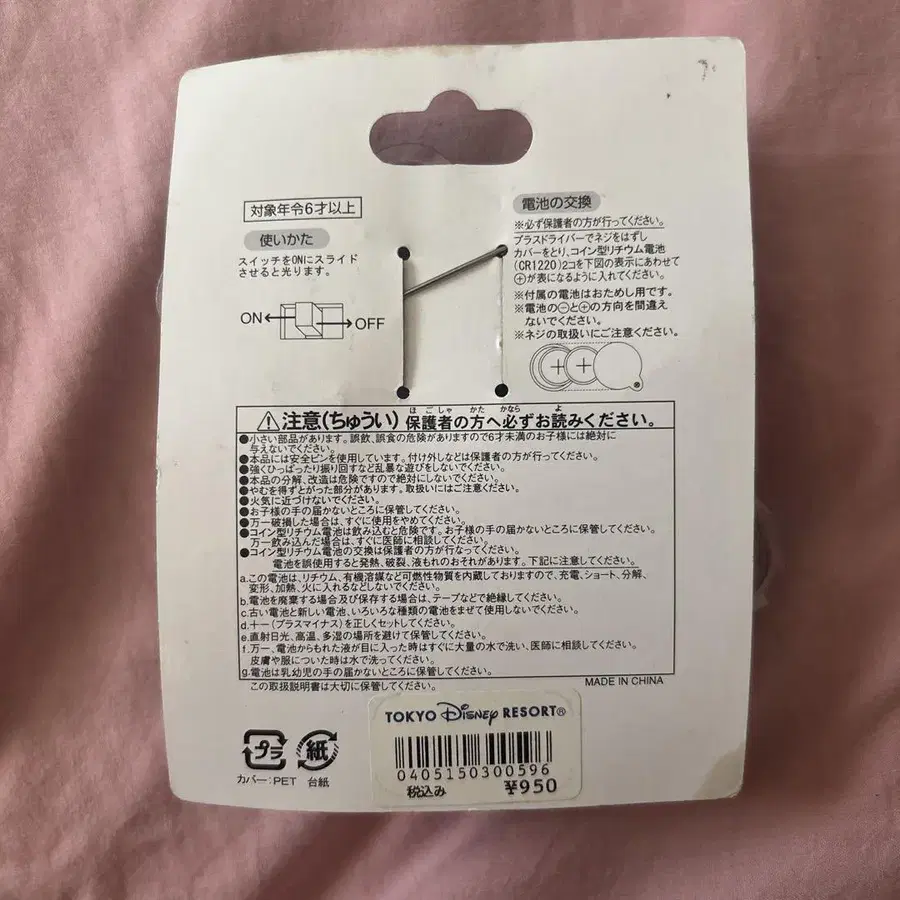 対象年令6才以上
使いかた
スイッチをONにスライド
させると光ります。
ON
OFF
電池の交換
※必ず保護者の方が行ってください。
プラスドライバーでネジをはずし
カバーをとり、コイン型リチウム電池
(CR1220)2コを下図の表示にあわせて
⊕が表になるように入れてください。
※付属の電池はおためし用です。
※電池の⊖と⊕の方向を間違え
ないでください。
※ネジの取扱いにご注意ください。
⚠注意(ちゅうい) 保護者の方へ必ずお読みください。
ほごしゃ かた かなら よ
●小さい部品があります。誤飲、誤食の危険がありますので6才未満のお子様には絶対に
与えないでください。
●本品には安全ピンを使用しています。付け外しなどは保護者の方が行ってください。
●強くひっぱったり振り回すなど乱暴な遊びをしないでください。
●本品の分解、改造は危険ですので絶対にしないでください。
●やむを得ずとがった部分があります。取扱いにはご注意ください。
●火気に近づけないでください。
●お子様の手の届かないところに保管してください。
●万一破損した場合は、すぐに使用をやめてください。
●コイン型リチウム電池は飲み込むと危険です。お子様の手の届かないところに保管してください。
万一飲み込んだ場合は、すぐに医師に相談してください。
●コイン型リチウム電池の交換は保護者の方が行なってください。
電池を誤使用すると発熱、破裂、液もれのおそれがあります。下記に注意してください。
a.この電池は、リチウム、有機溶媒など可燃性物質を内蔵しておりますので、充電、ショート、分解、
変形、加熱、火に入れるなどしないでください。
b.電池を廃棄する場合及び保存する場合は、テープなどで絶縁してください。
c.古い電池と新しい電池、いろいろな種類の電池をまぜて使用しないでください。
d.＋－(プラスマイナス)を正しくセットしてください。
e.直射日光、高温、多湿の場所を避けて保管してください。
f.万一、電池からもれた液が目に入った時はすぐに大量の水で洗い、医師に相談してください。
皮膚や服についた時は水で洗ってください。
g.電池は乳幼児の手の届かないところに保管してください。
この取扱説明書は大切に保管してください。
MADE IN CHINA
プラ
紙
カバー:PET
台紙
TOKYO Disney RESORT®
0405150300596
税込み
¥950